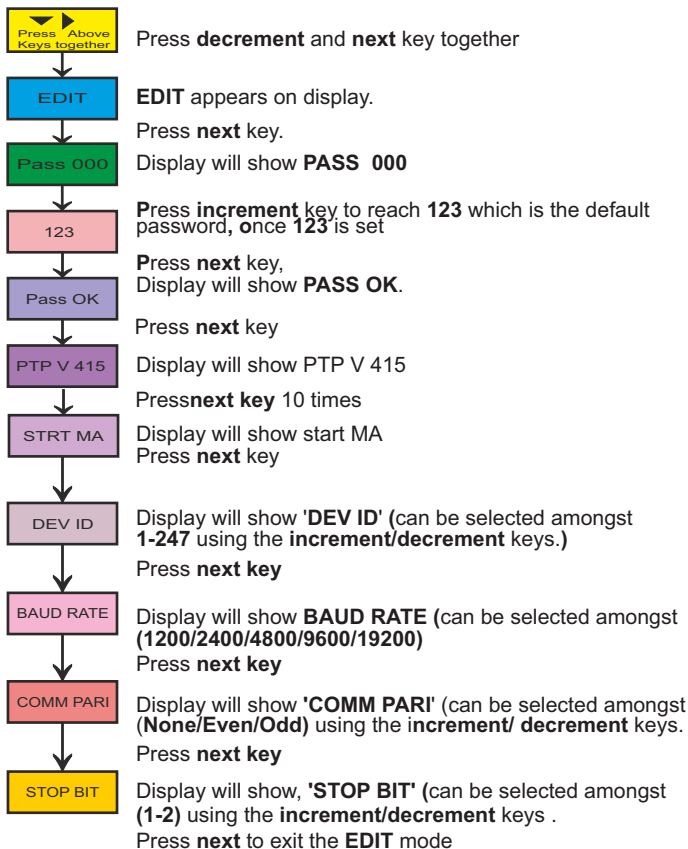 Press Above
Keys together
Press decrement and next key together
EDIT
EDIT appears on display.
Press next key.
Pass 000
Display will show PASS 000
123
Press increment key to reach 123 which is the default
password, once 123 is set
Press next key,
Pass OK
Display will show PASS OK.
Press next key
PTP V 415
Display will show PTP V 415
Pressnext key 10 times
STRT MA
Display will show start MA
Press next key
DEV ID
Display will show 'DEV ID' (can be selected amongst
1-247 using the increment/decrement keys.)
Press next key
BAUD RATE
Display will show BAUD RATE (can be selected amongst
(1200/2400/4800/9600/19200)
Press next key
COMM PARI
Display will show 'COMM PARI' (can be selected amongst
(None/Even/Odd) using the increment/ decrement keys.
Press next key
STOP BIT
Display will show, 'STOP BIT' (can be selected amongst
(1-2) using the increment/decrement keys .
Press next to exit the EDIT mode